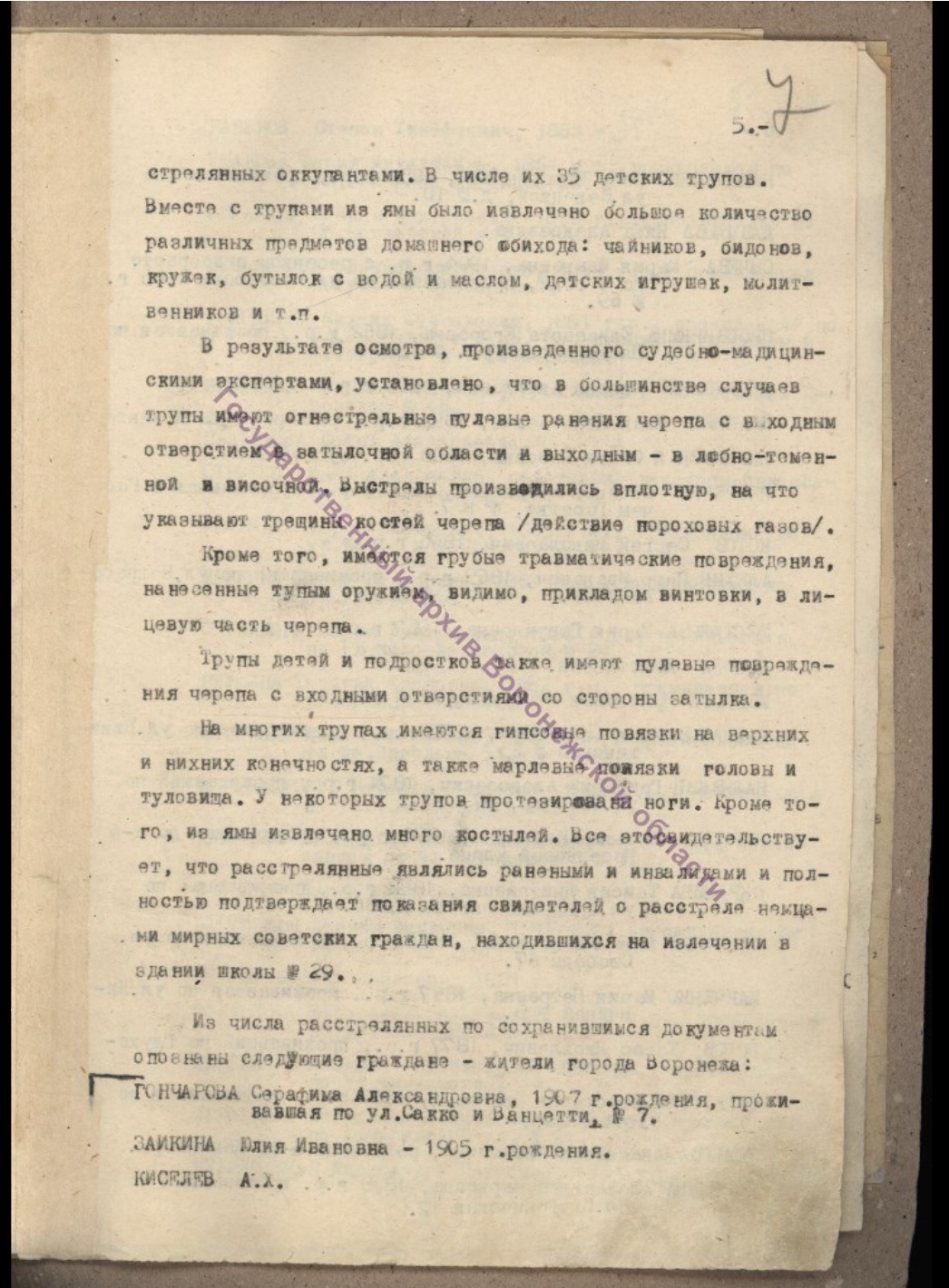 7
5.-
стрелянных оккупантами. В числе их 35 детских трупов.
Вместе с трупами из ямы было извлечено большое количество
различных предметов домашнего обихода: чайников, бидонов,
кружек, бутылок с водой и маслом, детских игрушек, молит-
венников и т.п.
В результате осмотра, произведенного судебно-медицин-
скими экспертами, установлено, что в большинстве случаев
трупы имеют огнестрельные пулевые ранения черепа с входным
отверстием в затылочной области и выходным - в лобно-темен-
ной и височной. Выстрелы производились вплотную, на что
указывают трещины костей черепа /действие пороховых газов/.
Кроме того, имеются грубые травматические повреждения,
нанесенные тупым оружием, видимо, прикладом винтовки, в ли-
цевую часть черепа.
Трупы детей и подростков также имеют пулевые поврежде-
ния черепа с входными отверстиями со стороны затылка.
На многих трупах имеются гипсовые повязки на верхних
и нихних конечностях, а также марлевые повязки головы и
туловища. У некоторых трупов протезированы ноги. Кроме то-
го, из ямы извлечено много костылей. Все этосвидетельству-
ет, что расстрелянные являлись ранеными и инвалидами и пол-
ностью подтверждает показания свидетелей о расстреле немца-
ми мирных советских граждан, находившихся на излечении в
здании школы № 29.
Из числа расстрелянных по сохранившимся документам
опознаны следующие граждане - жители города Воронежа:
ГОНЧАРОВА Серафима Александровна, 1907 г.рождения, прожи-
вавшая по ул.Сакко и Ванцетти, № 7.
ЗАИКИНА Юлия Ивановна - 1905 г.рождения.
КИСЕЛЕВ А.Х.
Государственный архив Воронежской области